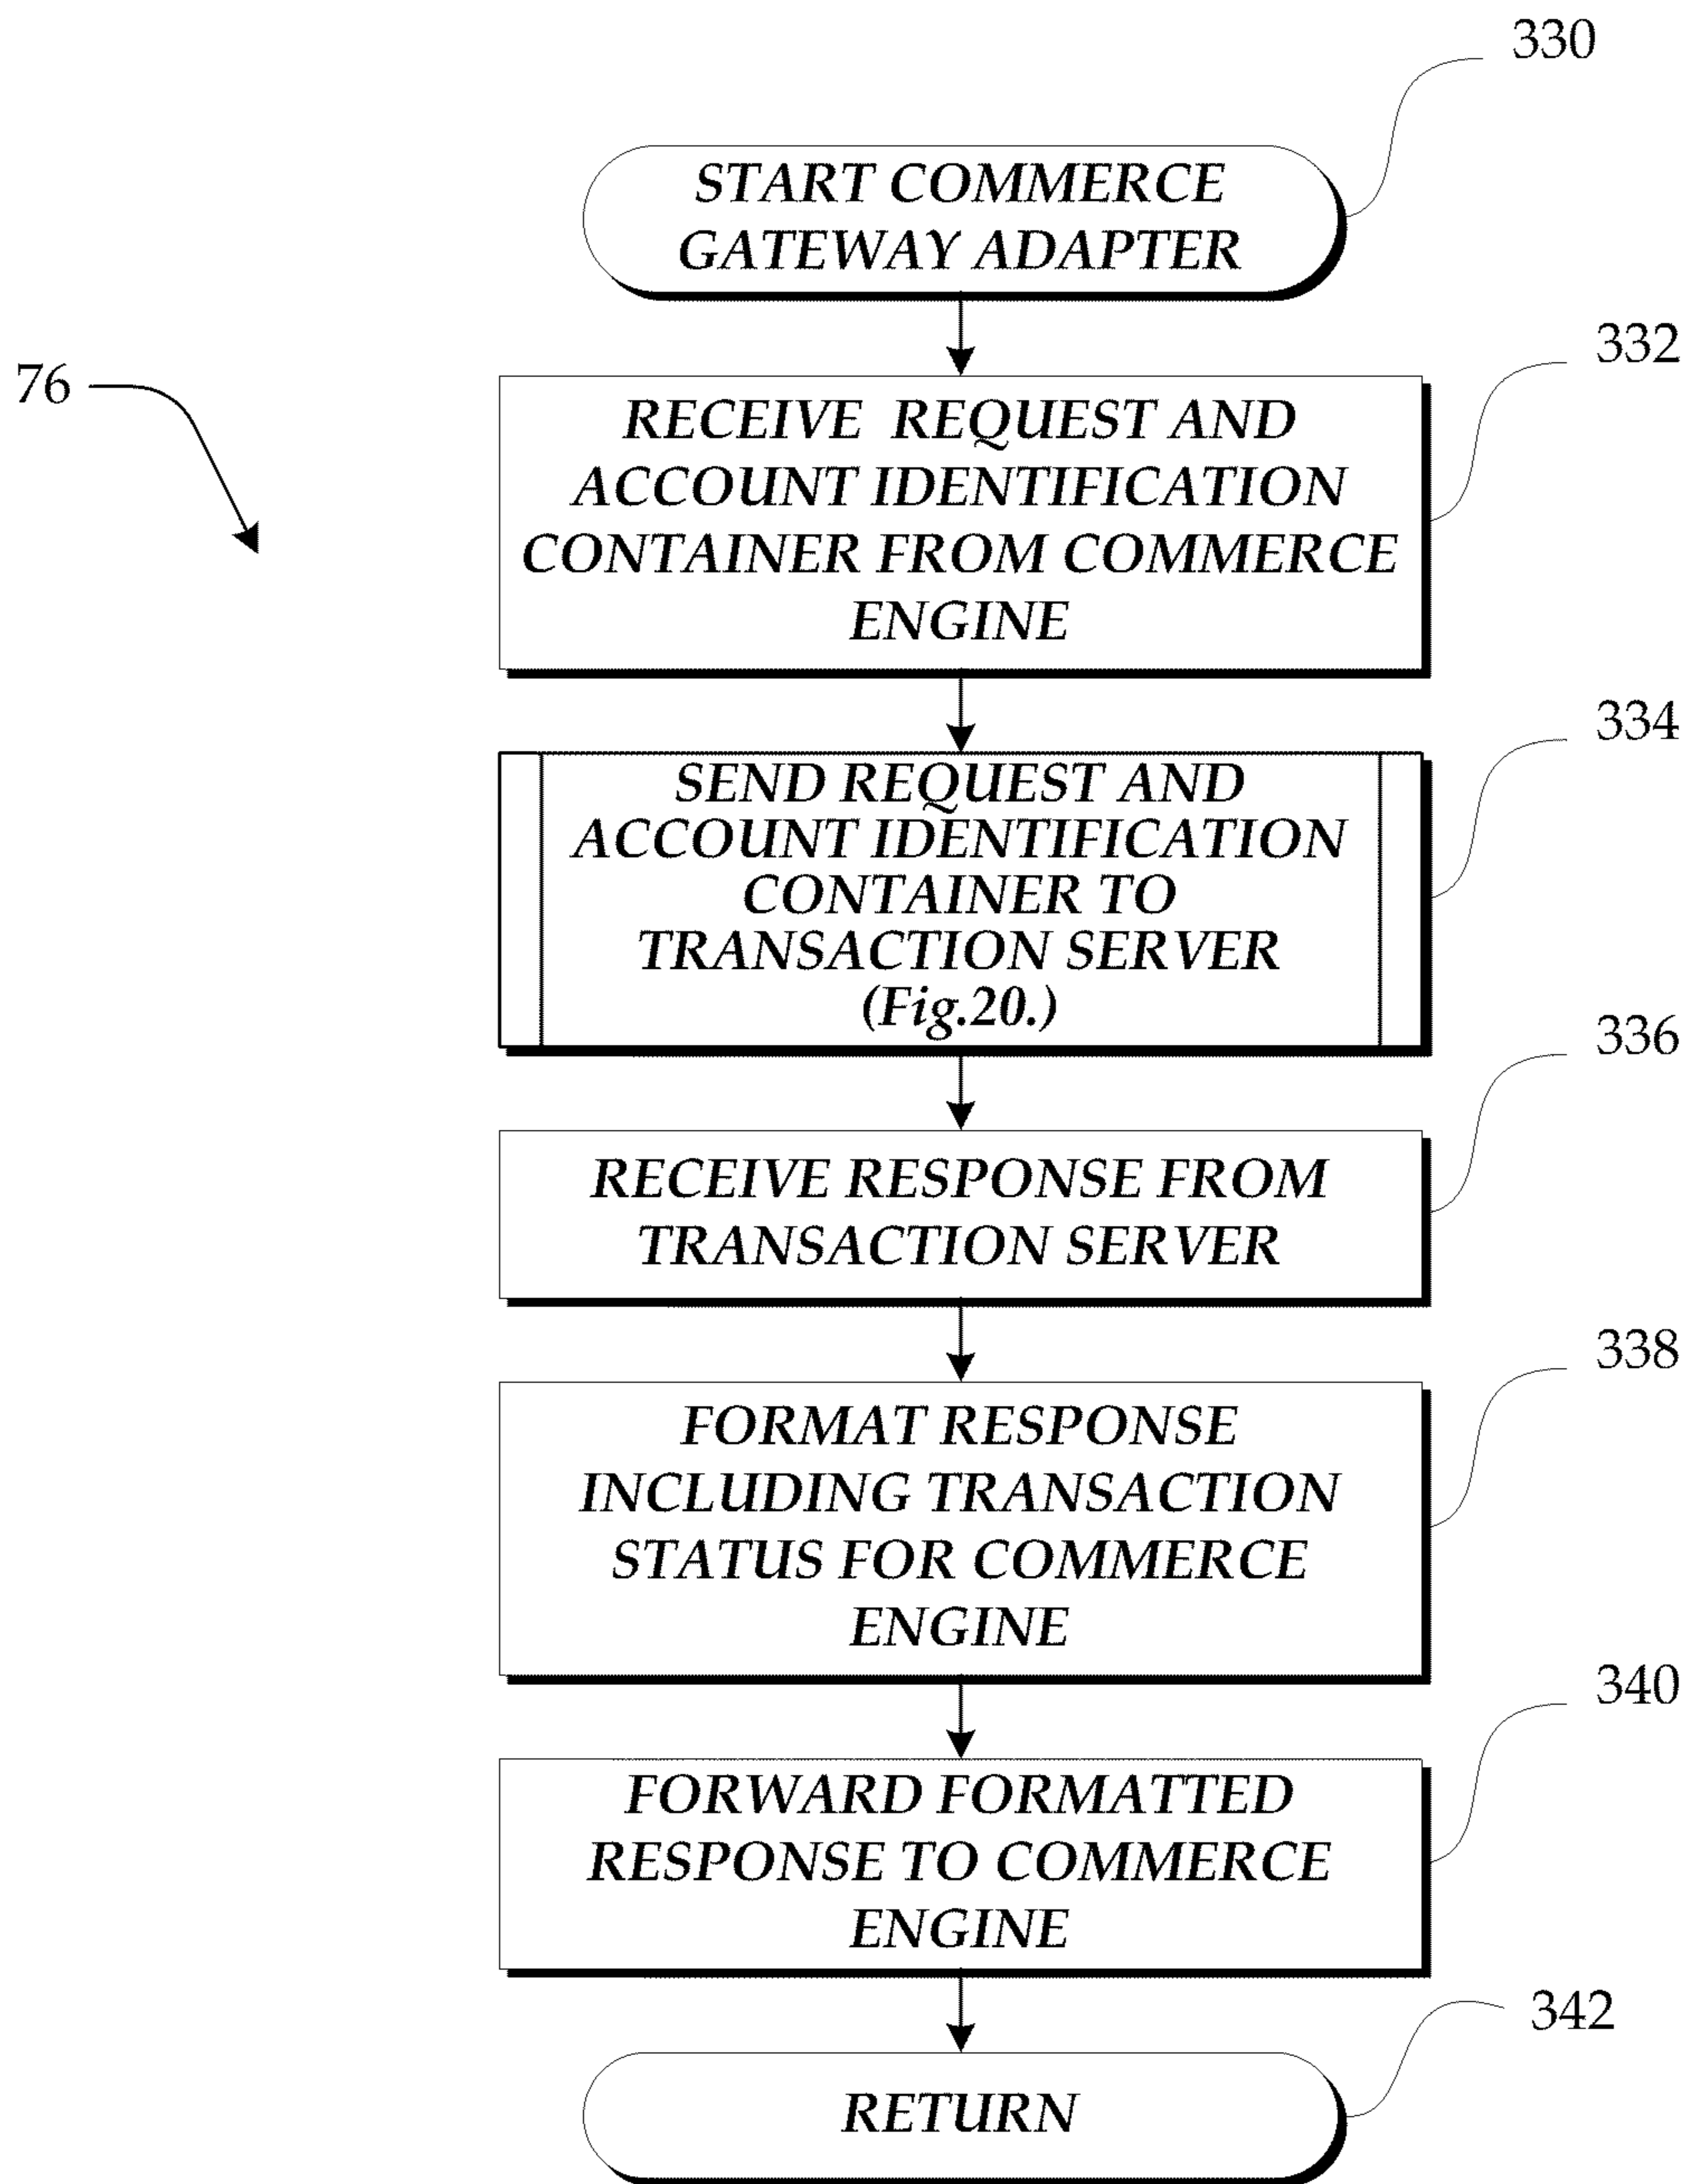 330
START COMMERCE
GATEWAY ADAPTER
332
76
RECEIVE REQUEST AND
ACCOUNT IDENTIFICATION
CONTAINER FROM COMMERCE
ENGINE
334
SEND REQUEST AND
ACCOUNT IDENTIFICATION
CONTAINER TO
TRANSACTION SERVER
(Fig.20.)
336
RECEIVE RESPONSE FROM
TRANSACTION SERVER
338
FORMAT RESPONSE
INCLUDING TRANSACTION
STATUS FOR COMMERCE
ENGINE
340
FORWARD FORMATTED
RESPONSE TO COMMERCE
ENGINE
342
RETURN